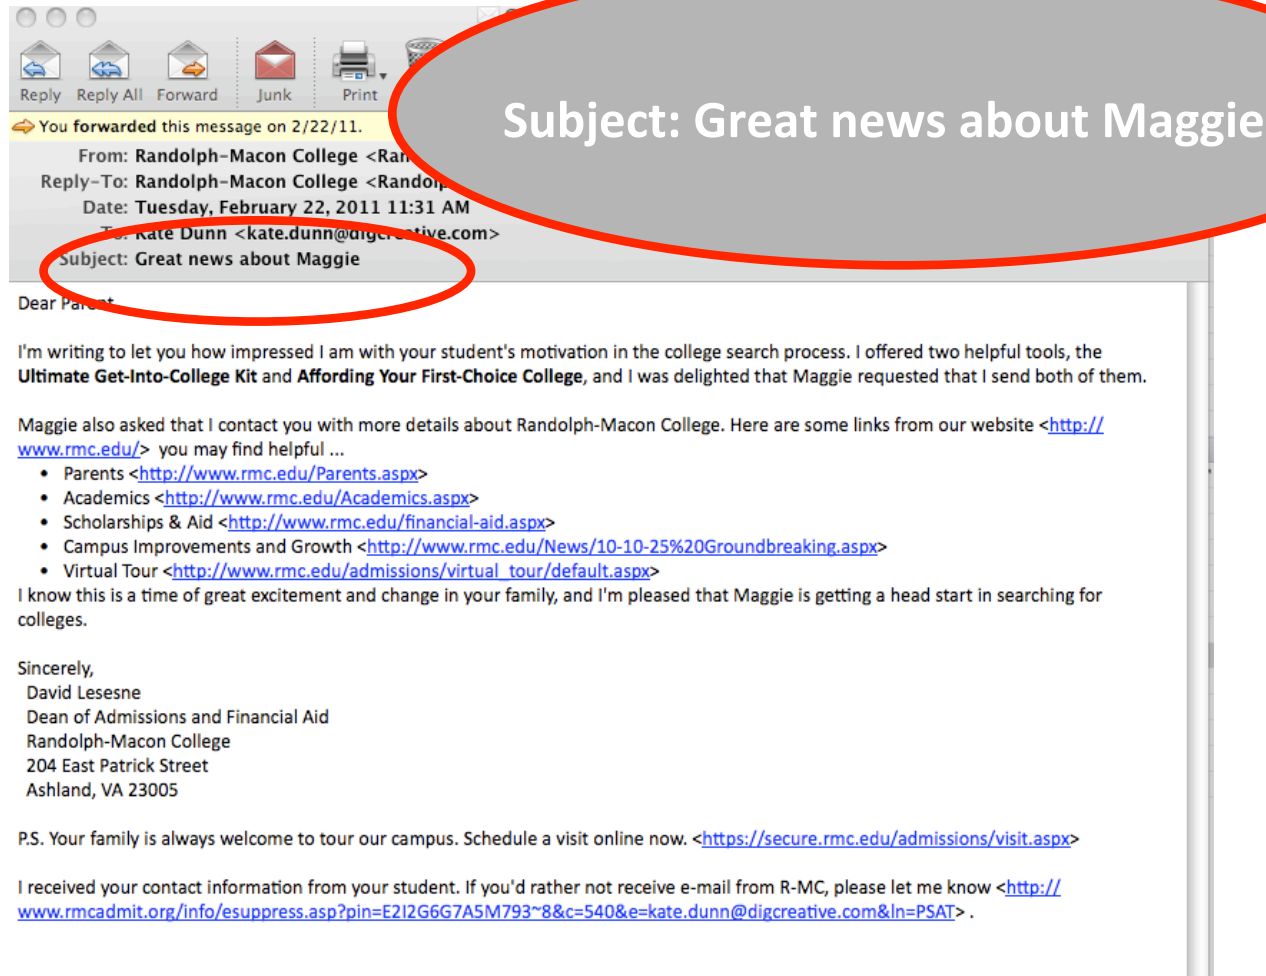 Reply Reply All Forward Junk Print
Subject: Great news about Maggie
You forwarded this message on 2/22/11.
From: Randolph-Macon College
Reply-To: Randolph-Macon College
Date: Tuesday, February 22, 2011 11:31 AM
To: Kate Dunn <kate.dunn@digcreative.com>
Subject: Great news about Maggie
Dear Parent
I'm writing to let you how impressed I am with your student's motivation in the college search process. I offered two helpful tools, the
Ultimate Get-Into-College Kit and Affording Your First-Choice College, and I was delighted that Maggie requested that I send both of them.
Maggie also asked that I contact you with more details about Randolph-Macon College. Here are some links from our website <http://
www.rmc.edu/> you may find helpful ...
• Parents <http://www.rmc.edu/Parents.aspx>
• Academics <http://www.rmc.edu/Academics.aspx>
• Scholarships & Aid <http://www.rmc.edu/financial-aid.aspx>
• Campus Improvements and Growth <http://www.rmc.edu/News/10-10-25%20Groundbreaking.aspx>
• Virtual Tour <http://www.rmc.edu/admissions/virtual_tour/default.aspx>
I know this is a time of great excitement and change in your family, and I'm pleased that Maggie is getting a head start in searching for
colleges.
Sincerely,
David Lesesne
Dean of Admissions and Financial Aid
Randolph-Macon College
204 East Patrick Street
Ashland, VA 23005
P.S. Your family is always welcome to tour our campus. Schedule a visit online now. <https://secure.rmc.edu/admissions/visit.aspx>
I received your contact information from your student. If you'd rather not receive e-mail from R-MC, please let me know <http://
www.rmcadmit.org/info/esuppress.asp?pin=E2I2G6G7A5M793~8&c=540&e=kate.dunn@digcreative.com&ln=PSAT> .